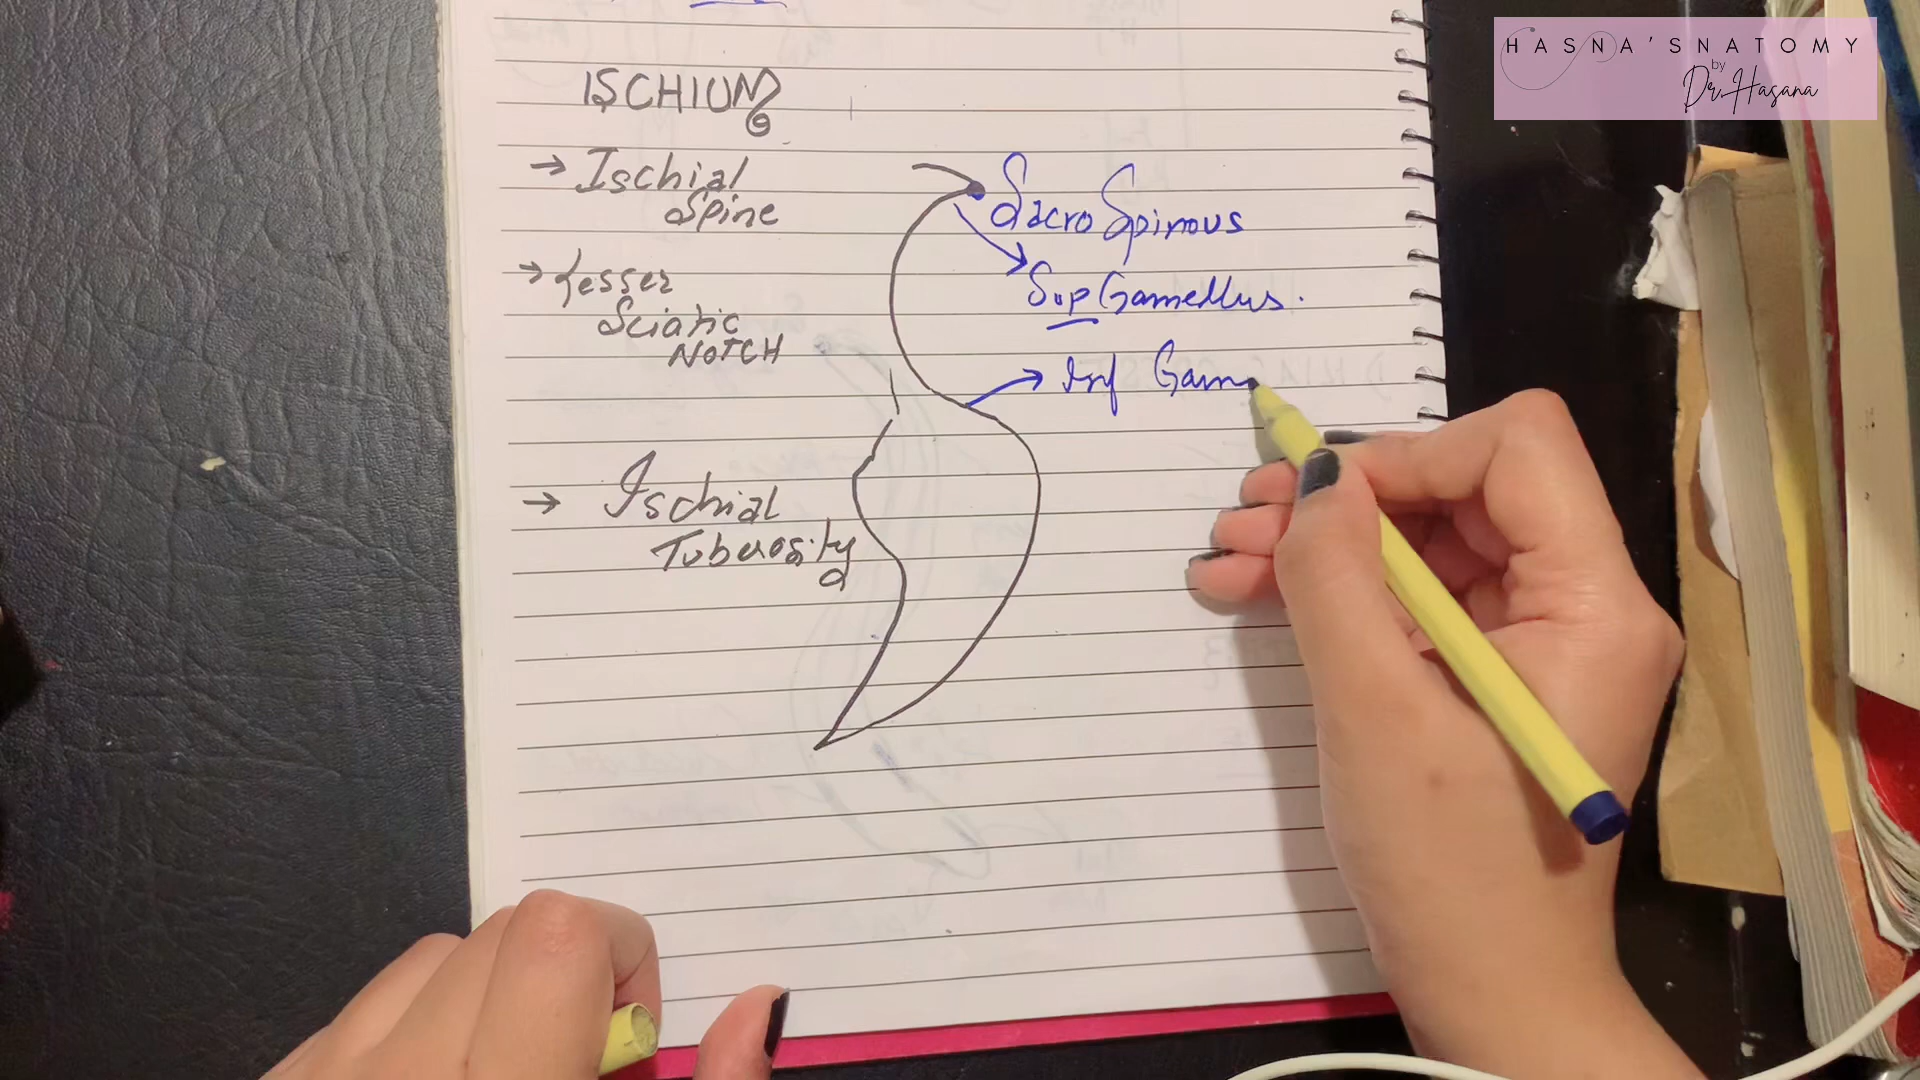 HASNA'SNATOMY
by
Dr.Hasana
ISCHIUM
→ Ischial
Spine
→ Lesser
Sciatic
NOTCH
→ Ischial
Tuberosity
Sacro Spinous
Sup Gamellus.
Inf Gam